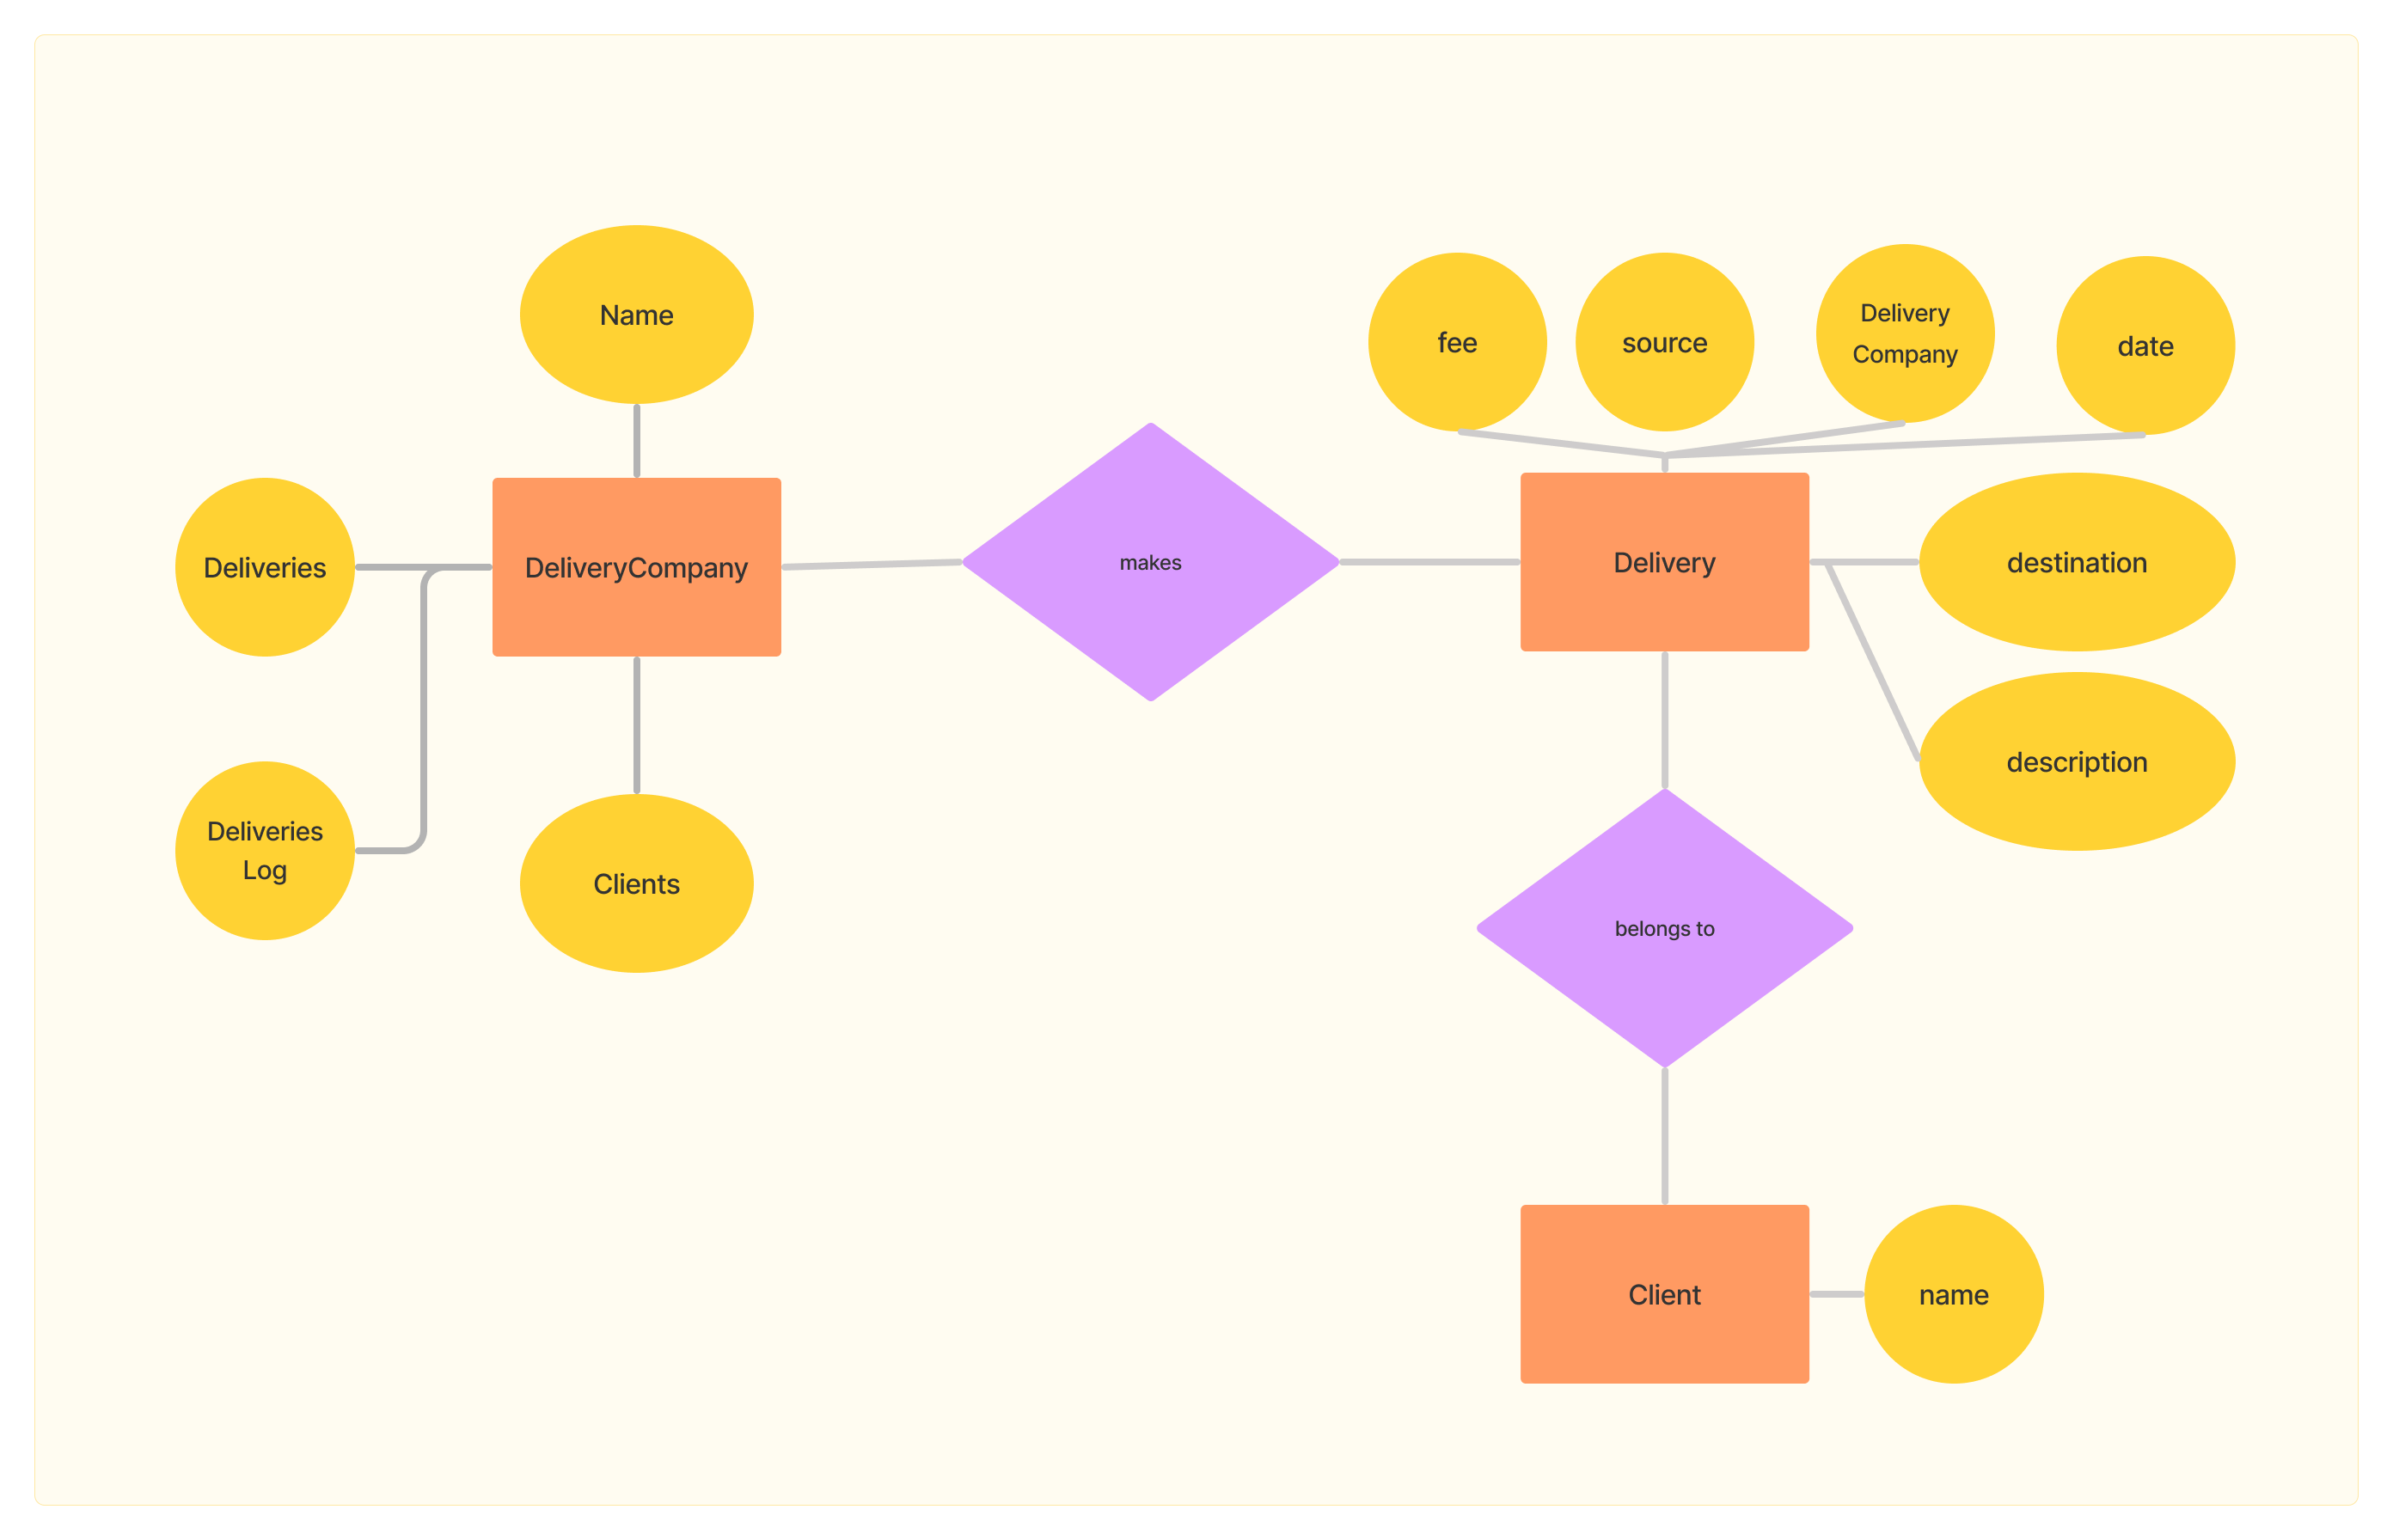 Name
fee
source
Delivery
Company
date
Deliveries
DeliveryCompany
makes
Delivery
destination
description
Deliveries
Log
Clients
belongs to
Client
name